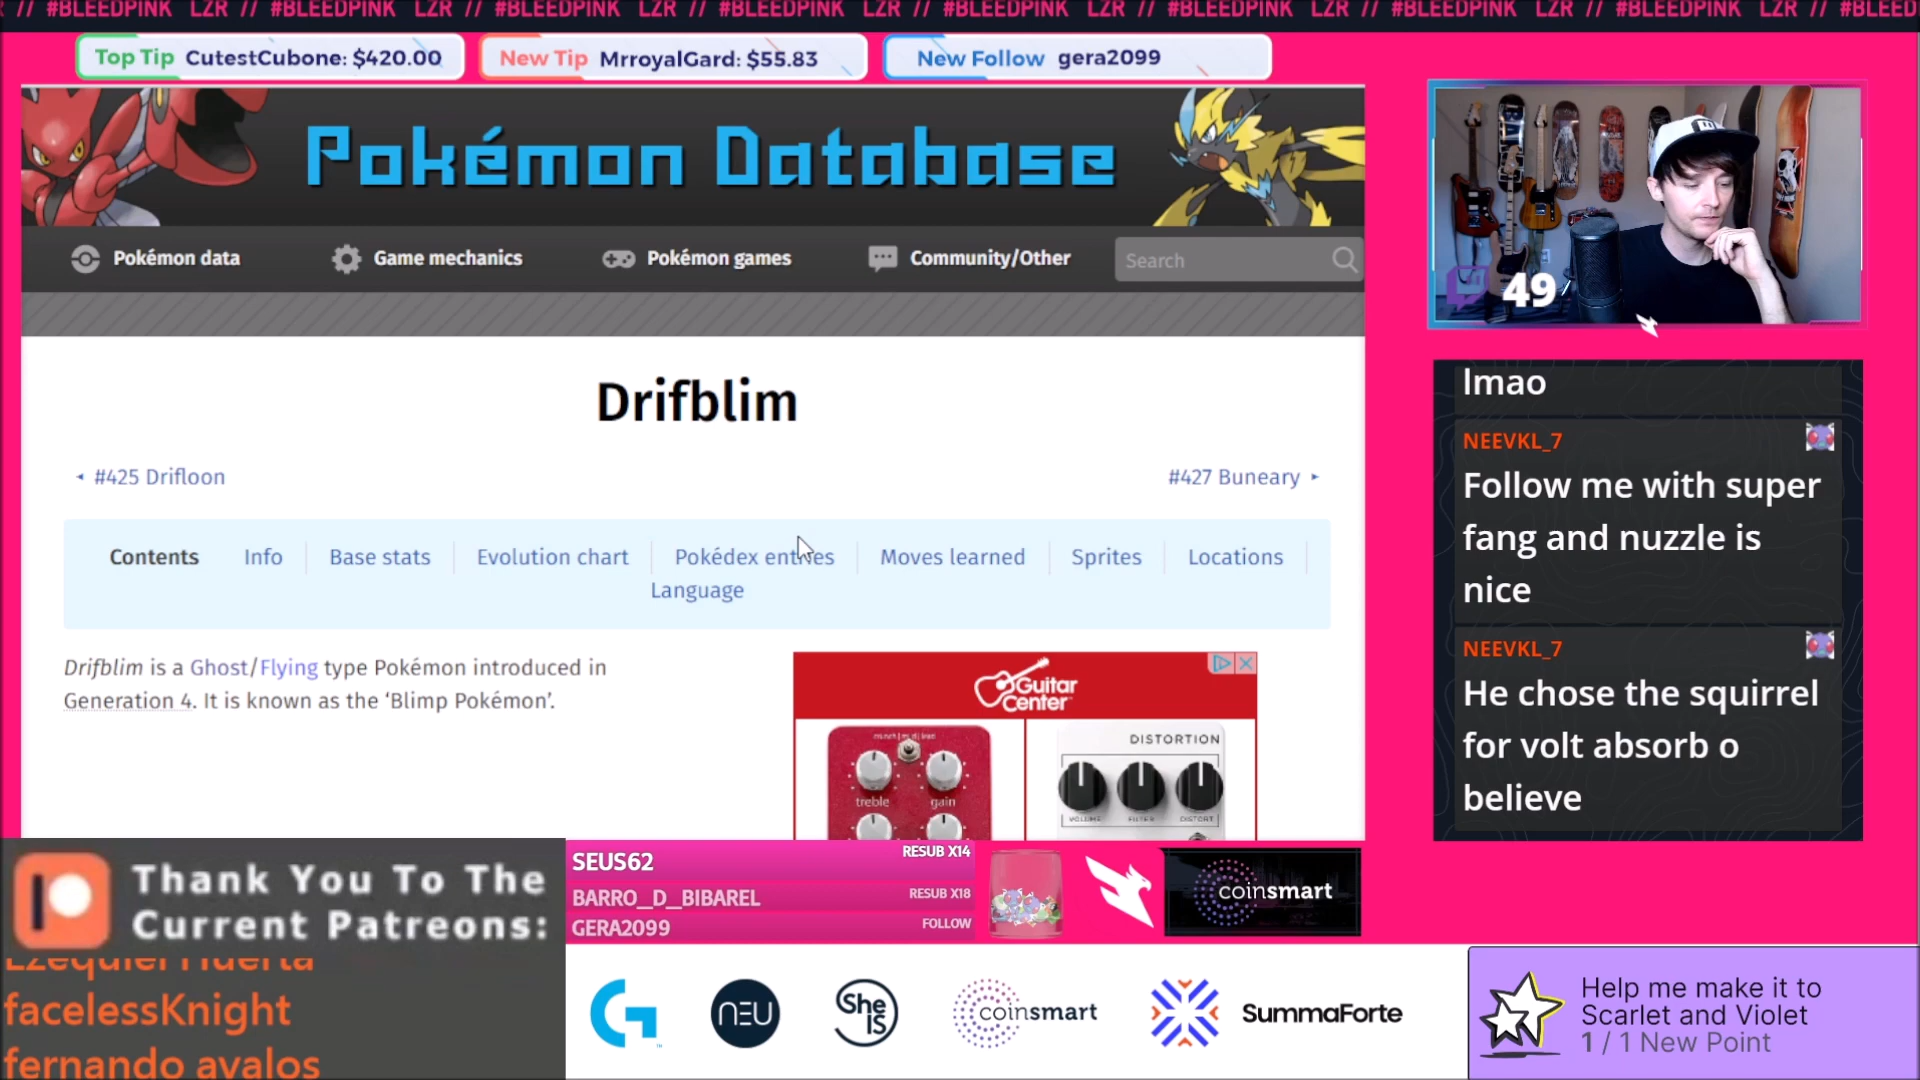 // #BLEEDPINK LZR // #BLEEDPINK LZR // #BLEEDPINK LZR // #BLEEDPINK LZR // #BLEEDPINK LZR // #BLEEDPINK LZR // #BLEEDPINK LZR // #BLEEDPINK LZR // #BLEED
Top Tip CutestCubone: $420.00
New Tip MrroyalGard: $55.83
New Follow gera2099
Pokémon Database
Pokémon data
Game mechanics
Pokémon games
Community/Other
Search
49
Drifblim
#425 Drifloon
#427 Buneary
Contents Info Base stats Evolution chart Pokédex entries Moves learned Sprites Locations
Language
Drifblim is a Ghost/Flying type Pokémon introduced in
Generation 4. It is known as the ‘Blimp Pokémon’.
Guitar
Center
treble gain
DISTORTION
VOLUME FILTER DISTORT
lmao
NEEVKL_7
Follow me with super
fang and nuzzle is
nice
NEEVKL_7
He chose the squirrel
for volt absorb o
believe
Thank You To The
Current Patreons:
Ezequiel Huerta
facelessKnight
fernando avalos
SEUS62 RESUB X14
BARRO_D_BIBAREL RESUB X18
GERA2099 FOLLOW
coinsmart
G
NEU
She
IS
coinsmart
SummaForte
Help me make it to
Scarlet and Violet
1 / 1 New Point